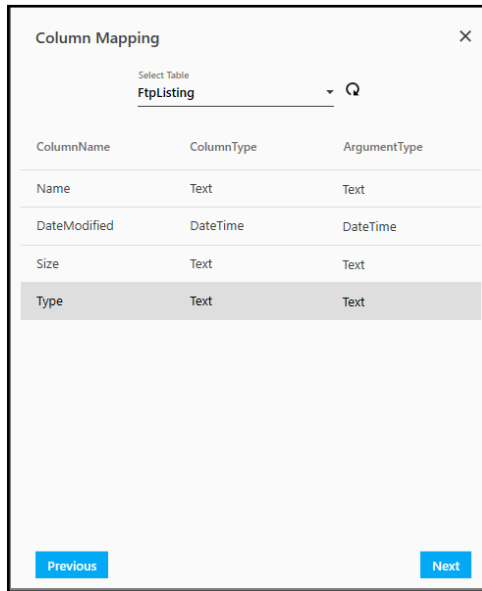 Column Mapping
Select Table
FtpListing
ColumnName ColumnType ArgumentType
Name Text Text
DateModified DateTime DateTime
Size Text Text
Type Text Text
Previous Next